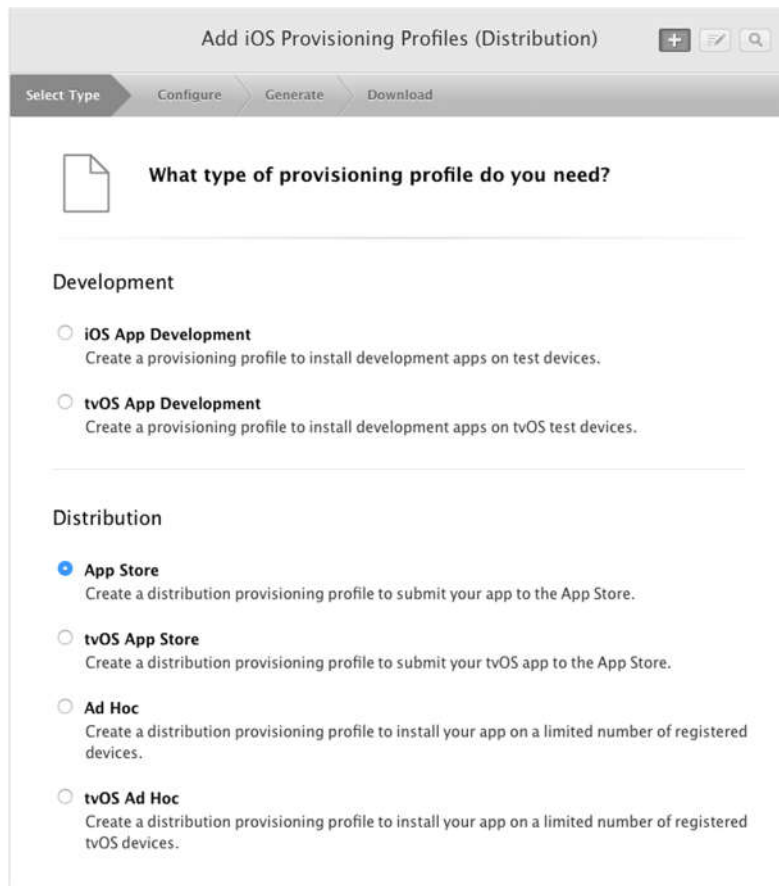 Add iOS Provisioning Profiles (Distribution)
Select Type Configure Generate Download
What type of provisioning profile do you need?
Development
iOS App Development
Create a provisioning profile to install development apps on test devices.
tvOS App Development
Create a provisioning profile to install development apps on tvOS test devices.
Distribution
App Store
Create a distribution provisioning profile to submit your app to the App Store.
tvOS App Store
Create a distribution provisioning profile to submit your tvOS app to the App Store.
Ad Hoc
Create a distribution provisioning profile to install your app on a limited number of registered
devices.
tvOS Ad Hoc
Create a distribution provisioning profile to install your app on a limited number of registered
tvOS devices.